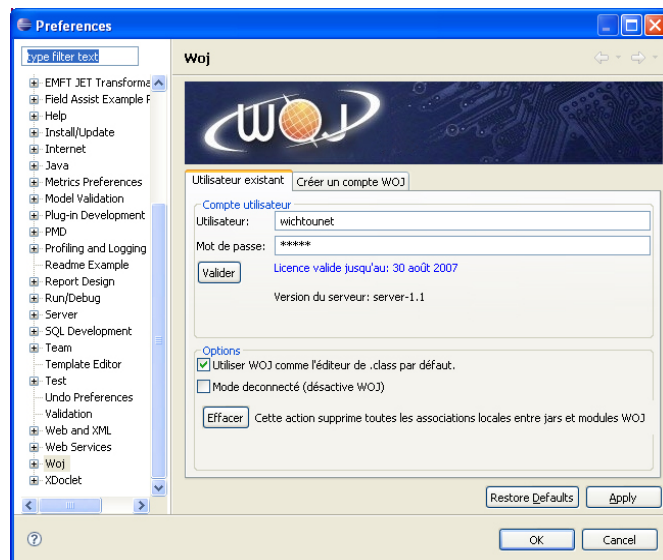 Preferences
type filter text
Woj
EMFT JET Transforma
Field Assist Example F
Help
Install/Update
Internet
Java
Metrics Preferences
Model Validation
Plug-in Development
PMD
Profiling and Logging
Readme Example
Report Design
Run/Debug
Server
SQL Development
Team
Template Editor
Test
Undo Preferences
Validation
Web and XML
Web Services
Woj
XDoclet
WOJ
Utilisateur existant
Créer un compte WOJ
Compte utilisateur
Utilisateur: wichtounet
Mot de passe: *****
Valider
Licence valide jusqu'au: 30 août 2007
Version du serveur: server-1.1
Options
Utiliser WOJ comme l'éditeur de .class par défaut.
Mode deconnecté (désactive WOJ)
Effacer Cette action supprime toutes les associations locales entre jars et modules WOJ
Restore Defaults Apply
? OK Cancel